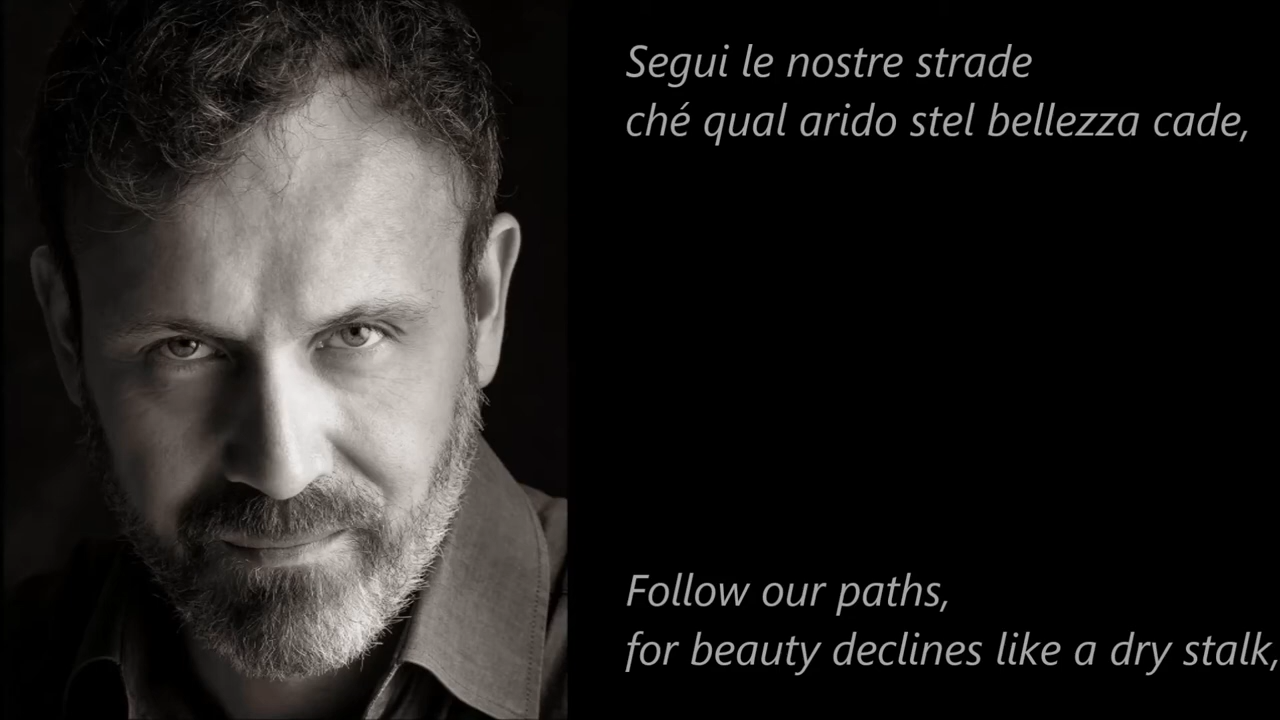 Segui le nostre strade
ché qual arido stel bellezza cade,
Follow our paths,
for beauty declines like a dry stalk,